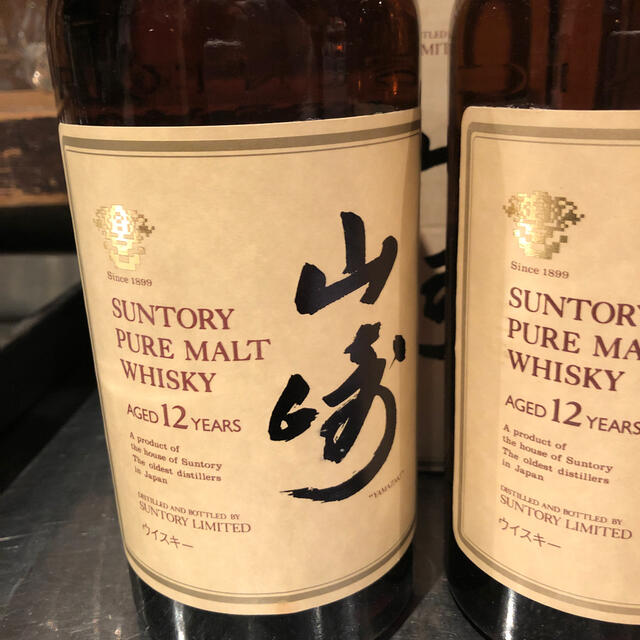 Since 1899
SUNTORY
PURE MALT
WHISKY
AGED 12 YEARS
A product of
the house of Suntory
The oldest distillers
in Japan
DISTILLED AND BOTTLED BY
SUNTORY LIMITED
ウイスキー
山崎
"YAMAZAKI"
LIMITED
Since 1899
SUNTORY
PURE MA
WHISKY
AGED 12 YEARS
A product of
the house of Suntory
The oldest distillers
in Japan
DISTILLED AND BOTTLED BY
SUNTORY LIMITED
ウイスキー